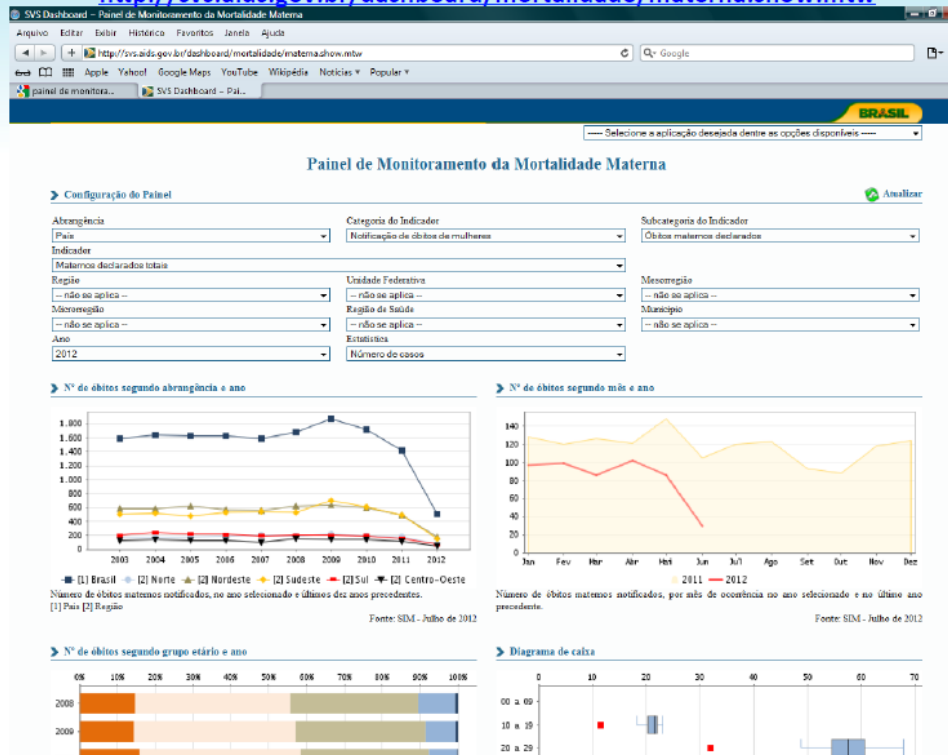 http://svs.aids.gov.br/dashboard/mortalidade/materna.show.mtw
SVS Dashboard – Painel de Monitoramento da Mortalidade Materna
Arquivo Editar Exibir Histórico Favoritos Janela Ajuda
http://svs.aids.gov.br/dashboard/mortalidade/materna.show.mtw
Google
Apple Yahoo! Google Maps YouTube Wikipédia Notícias Popular
painel de monitora... SVS Dashboard – Pai...
BRASIL
----- Selecione a aplicação desejada dentre as opções disponíveis -----
Painel de Monitoramento da Mortalidade Materna
Configuração do Painel
Atualizar
Abrangência Categoria do Indicador Subcategoria do Indicador
País Notificação de óbitos de mulheres Óbitos maternos declarados
Indicador
Maternos declarados totais
Região Unidade Federativa Mesorregião
-- não se aplica -- -- não se aplica -- -- não se aplica --
Microrregião Região de Saúde Município
-- não se aplica -- -- não se aplica -- -- não se aplica --
Ano Estatística
2012 Número de casos
Nº de óbitos segundo abrangência e ano
1.800
1.600
1.400
1.200
1.000
800
600
400
200
0
2003 2004 2005 2006 2007 2008 2009 2010 2011 2012
[1] Brasil [2] Norte [2] Nordeste [2] Sudeste [2] Sul [2] Centro-Oeste
Número de óbitos maternos notificados, no ano selecionado e últimos dez anos precedentes.
[1] País [2] Região
Fonte: SIM - Julho de 2012
Nº de óbitos segundo mês e ano
140
120
100
80
60
40
20
0
Jan Fev Mar Abr Mai Jun Jul Ago Set Out Nov Dez
2011 2012
Número de óbitos maternos notificados, por mês de ocorrência no ano selecionado e no último ano
precedente.
Fonte: SIM - Julho de 2012
Nº de óbitos segundo grupo etário e ano
0% 10% 20% 30% 40% 50% 60% 70% 80% 90% 100%
2008
2009
Diagrama de caixa
0 10 20 30 40 50 60 70
00 a 09
10 a 19
20 a 29